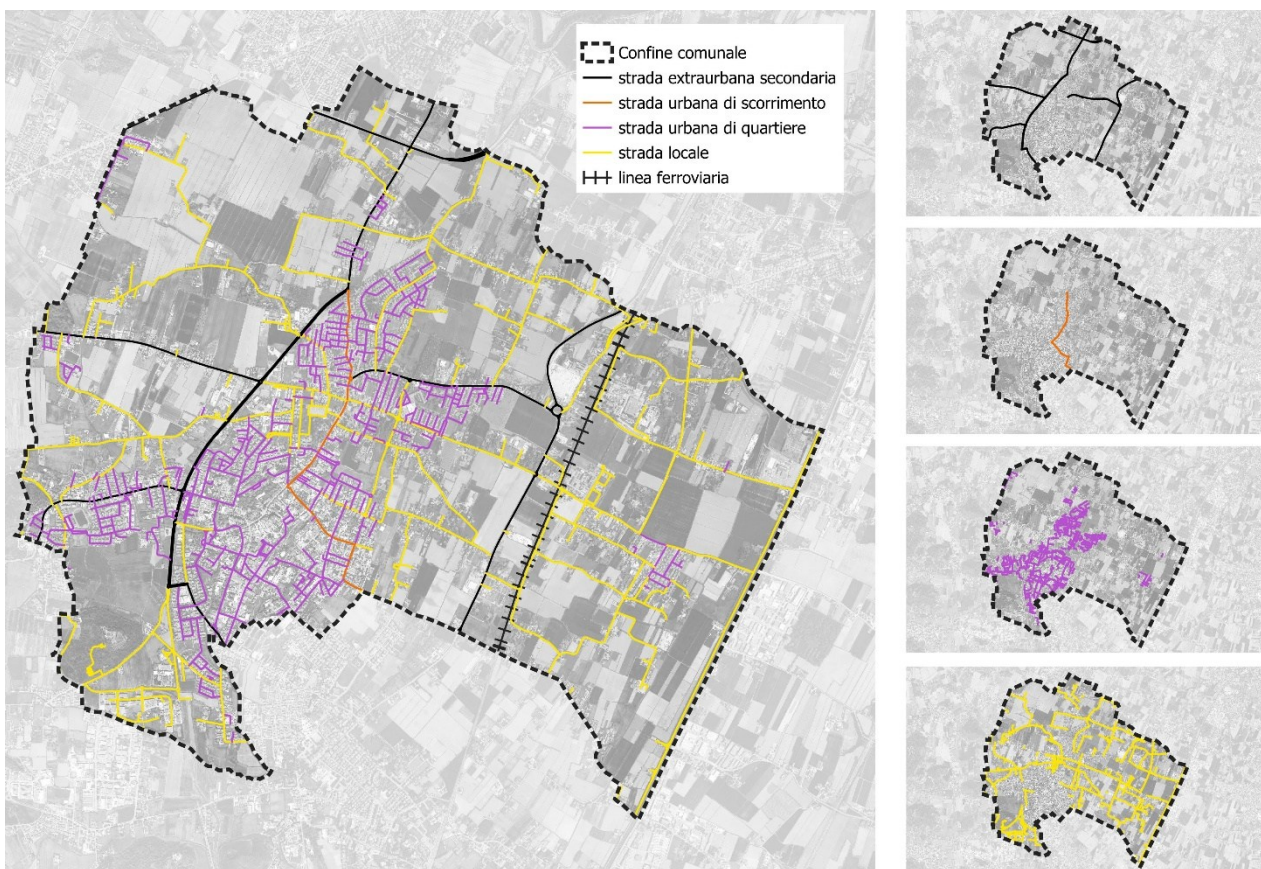 Confine comunale
strada extraurbana secondaria
strada urbana di scorrimento
strada urbana di quartiere
strada locale
linea ferroviaria